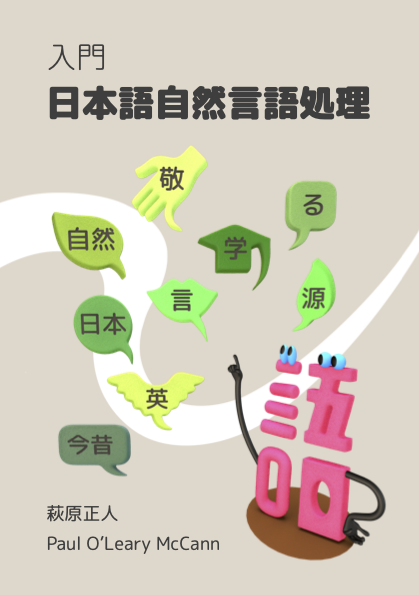 入門
日本語自然言語処理
敬
る
自然
学
言
源
日本
英
今昔
語
萩原正人
Paul O’Leary McCann